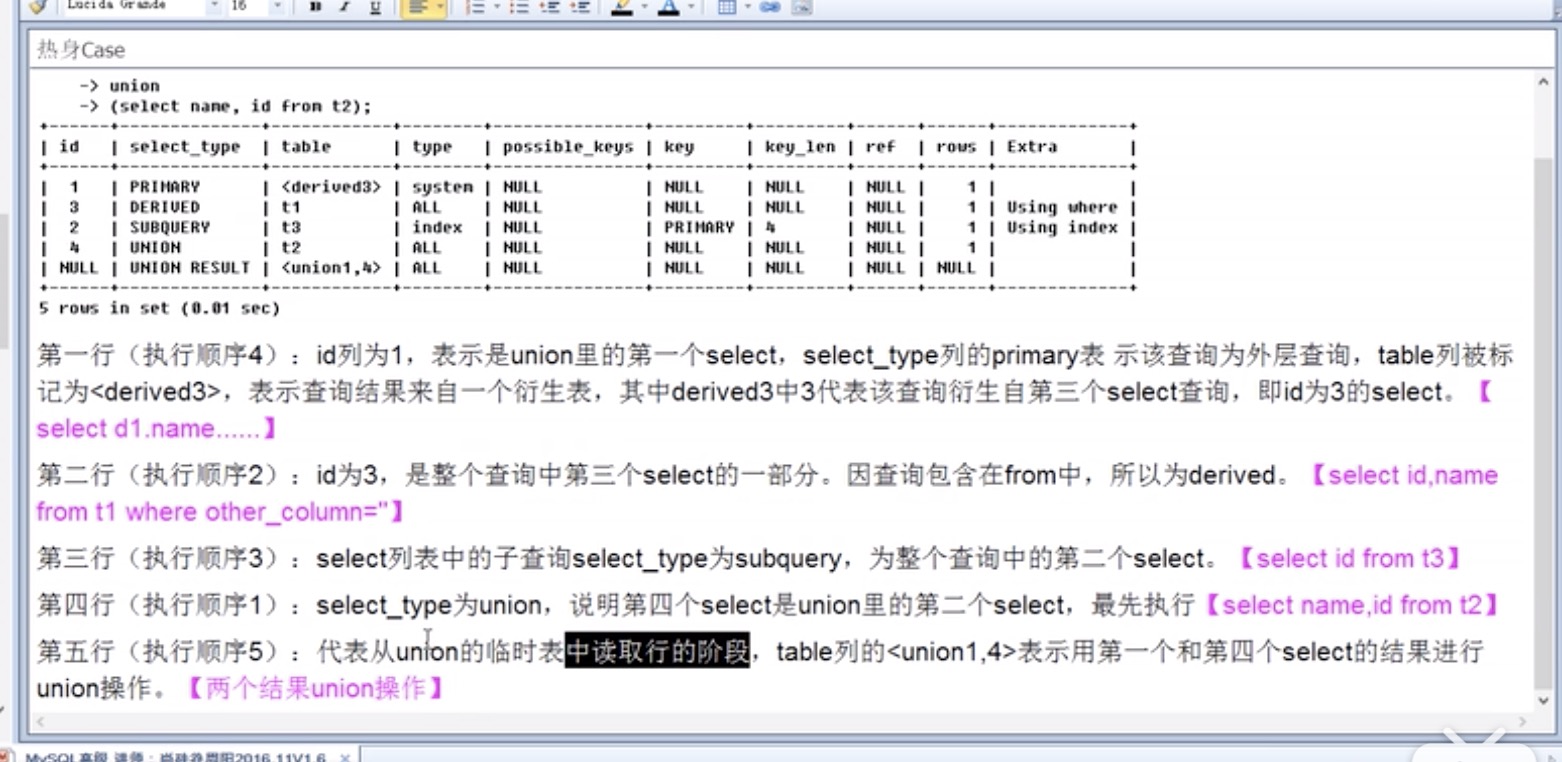 Lucida Grande 16 B I U A
热身Case
-> union
-> (select name, id from t2);
+------+--------------+------------+--------+---------------+---------+---------+------+------+-------------+
| id | select_type | table | type | possible_keys | key | key_len | ref | rows | Extra |
+------+--------------+------------+--------+---------------+---------+---------+------+------+-------------+
| 1 | PRIMARY | <derived3> | system | NULL | NULL | NULL | NULL | 1 | |
| 3 | DERIVED | t1 | ALL | NULL | NULL | NULL | NULL | 1 | Using where |
| 2 | SUBQUERY | t3 | index | NULL | PRIMARY | 4 | NULL | 1 | Using index |
| 4 | UNION | t2 | ALL | NULL | NULL | NULL | NULL | 1 | |
| NULL | UNION RESULT | <union1,4> | ALL | NULL | NULL | NULL | NULL | NULL | |
+------+--------------+------------+--------+---------------+---------+---------+------+------+-------------+
5 rows in set (0.01 sec)
第一行（执行顺序4）：id列为1，表示是union里的第一个select，select_type列的primary表 示该查询为外层查询，table列被标
记为<derived3>，表示查询结果来自一个衍生表，其中derived3中3代表该查询衍生自第三个select查询，即id为3的select。【
select d1.name......】
第二行（执行顺序2）：id为3，是整个查询中第三个select的一部分。因查询包含在from中，所以为derived。【select id,name
from t1 where other_column=''】
第三行（执行顺序3）：select列表中的子查询select_type为subquery，为整个查询中的第二个select。【select id from t3】
第四行（执行顺序1）：select_type为union，说明第四个select是union里的第二个select，最先执行【select name,id from t2】
第五行（执行顺序5）：代表从union的临时表中读取行的阶段，table列的<union1,4>表示用第一个和第四个select的结果进行
union操作。【两个结果union操作】
MySQL高级